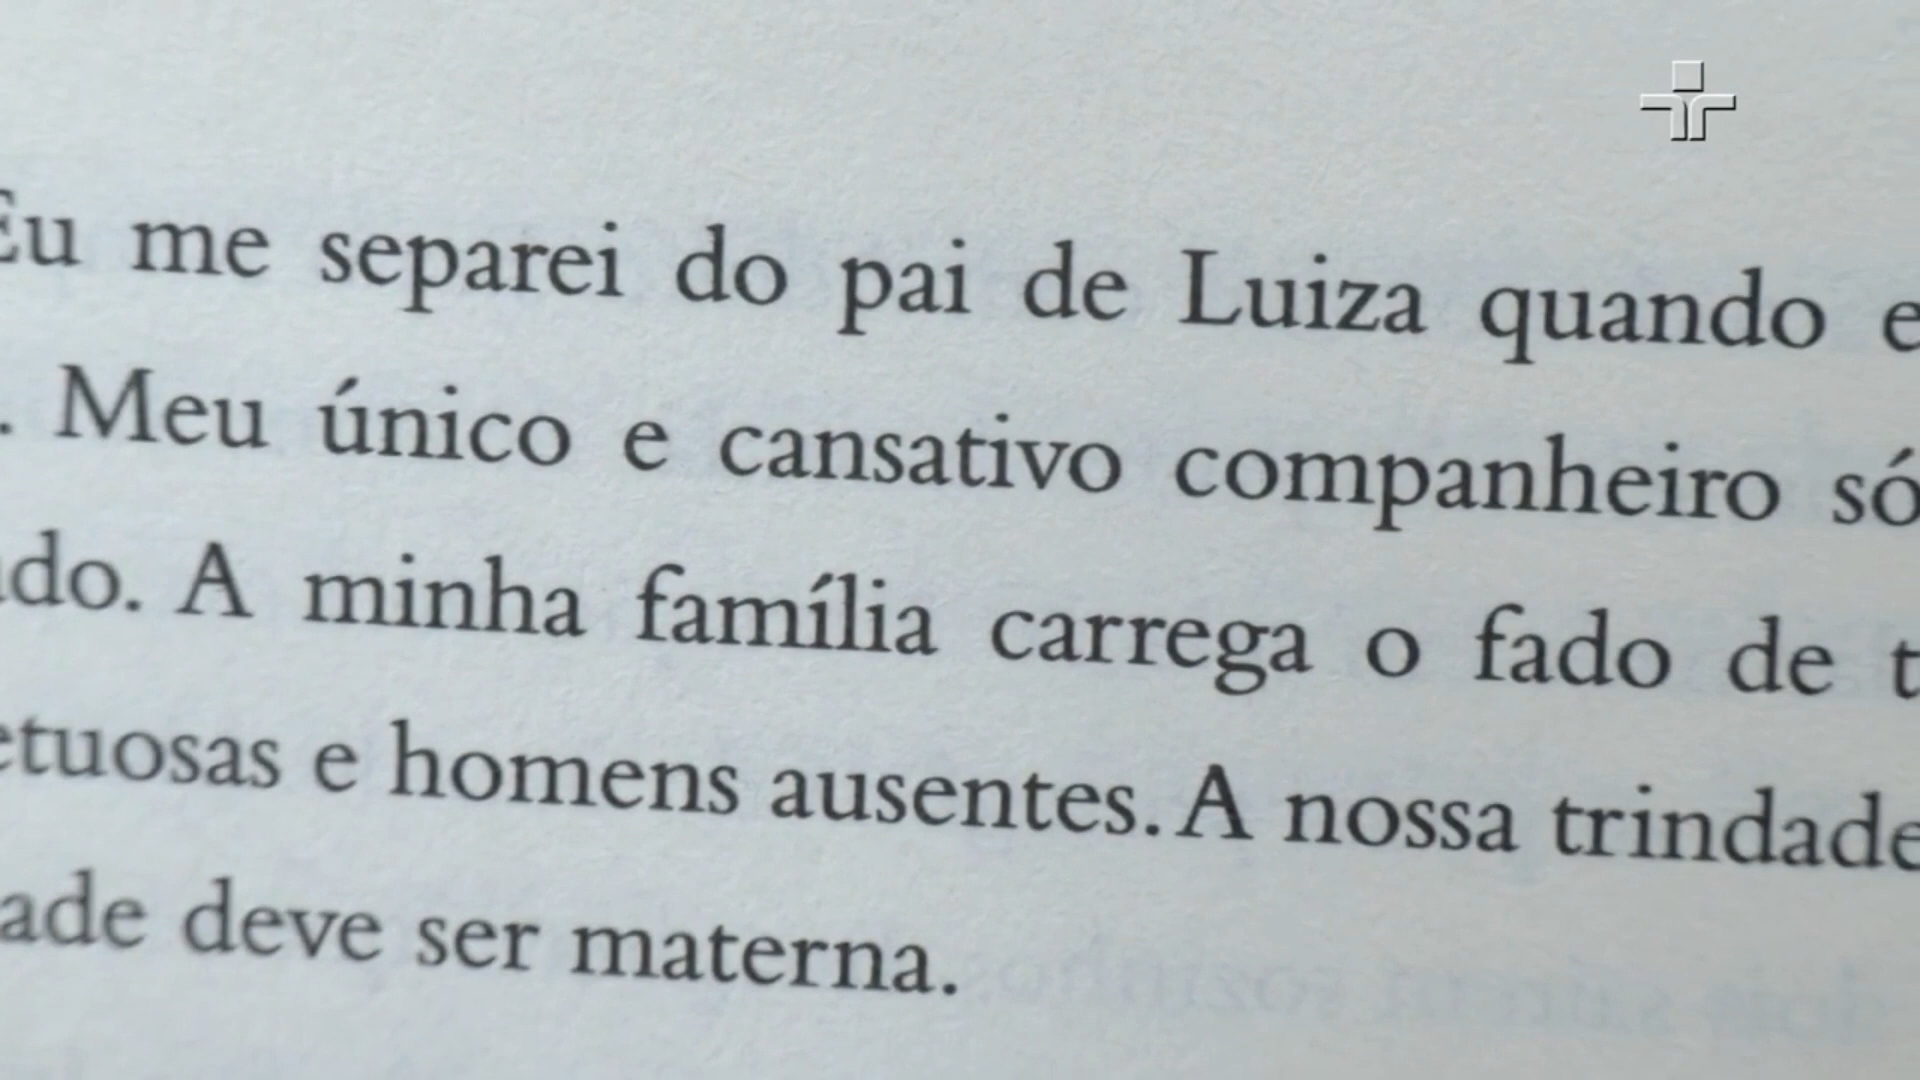 Eu me separei do pai de Luiza quando e
. Meu único e cansativo companheiro só
do. A minha família carrega o fado de t
etuosas e homens ausentes. A nossa trindade
ade deve ser materna.